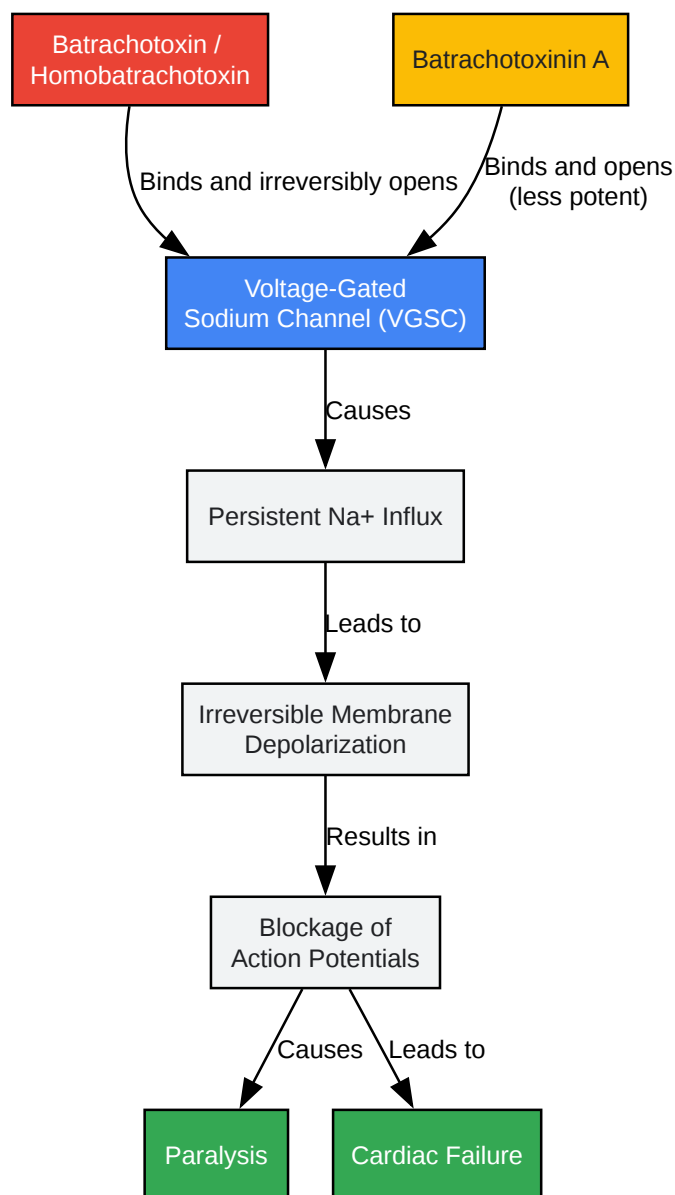 Batrachotoxin /
Homobatrachotoxin
Batrachotoxinin A
Binds and irreversibly opens
Binds and opens
(less potent)
Voltage-Gated
Sodium Channel (VGSC)
Causes
Persistent Na+ Influx
Leads to
Irreversible Membrane
Depolarization
Results in
Blockage of
Action Potentials
Causes
Leads to
Paralysis
Cardiac Failure